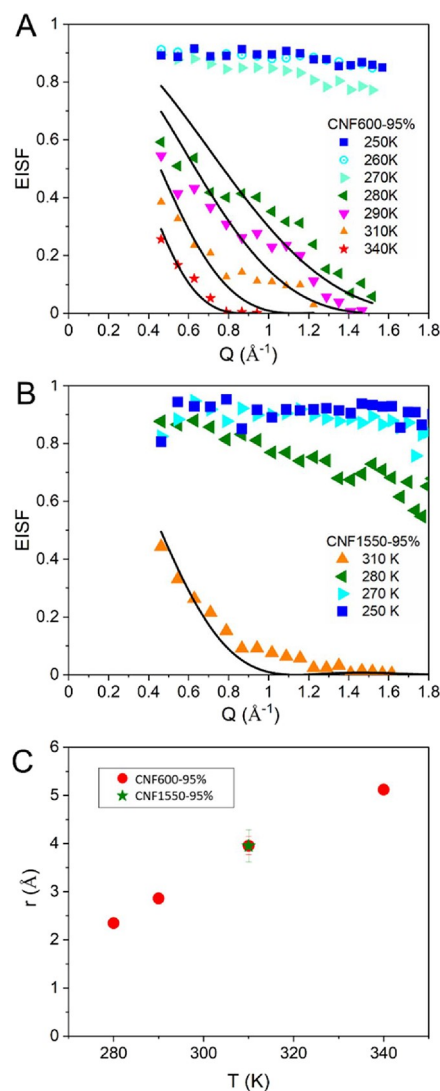 A
EISF
1
0.8
0.6
0.4
0.2
0
CNF600-95%
250K
260K
270K
280K
290K
310K
340K
0 0.2 0.4 0.6 0.8 1.0 1.2 1.4 1.6 1.8
Q (Å⁻¹)
B
EISF
1
0.8
0.6
0.4
0.2
0
CNF1550-95%
310 K
280 K
270 K
250 K
0 0.2 0.4 0.6 0.8 1.0 1.2 1.4 1.6 1.8
Q (Å⁻¹)
C
r (Å)
6
5
4
3
2
1
0
CNF600-95%
CNF1550-95%
280 300 320 340
T (K)